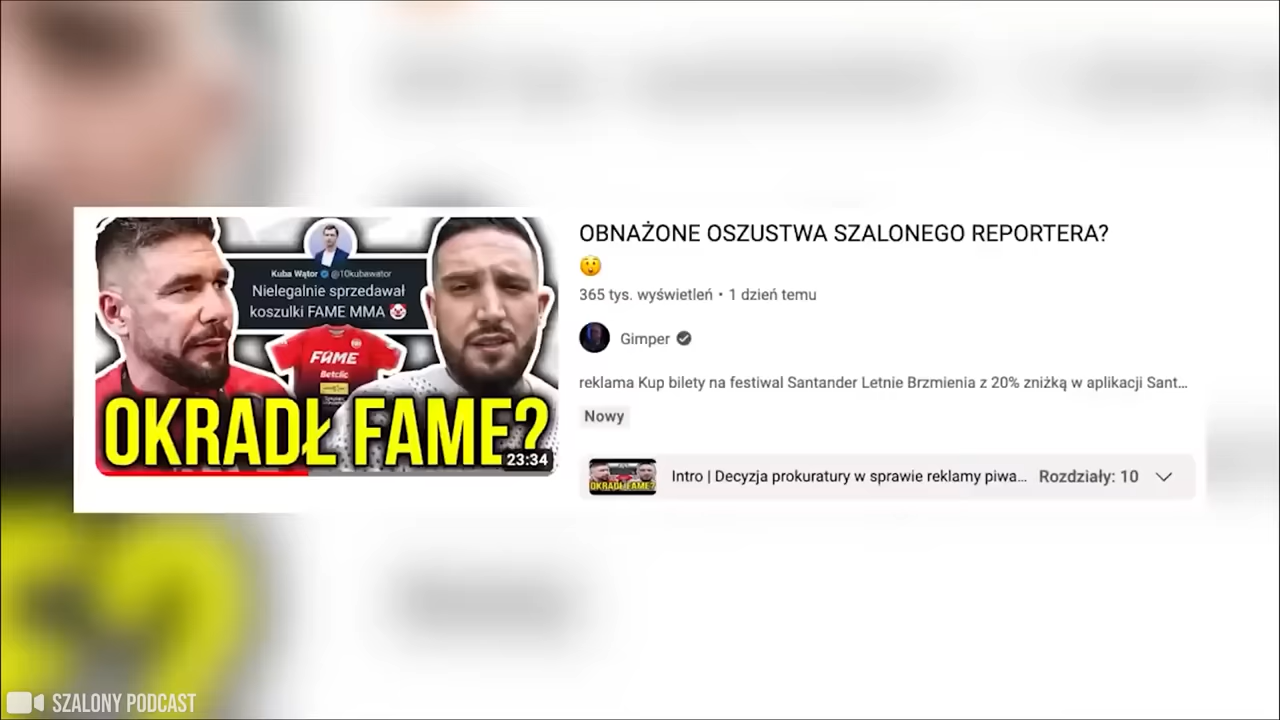 OBNAŻONE OSZUSTWA SZALONEGO REPORTERA?
😲
365 tys. wyświetleń • 1 dzień temu
Gimper
reklama Kup bilety na festiwal Santander Letnie Brzmienia z 20% zniżką w aplikacji Sant...
Nowy
Intro | Decyzja prokuratury w sprawie reklamy piwa...
Rozdziały: 10
Kuba Wątor @10kubawator
Nielegalnie sprzedawał
koszulki FAME MMA 🤡
FAME
Betclic
OKRADŁ FAME?
23:34
OKRADŁ FAME?
SZALONY PODCAST